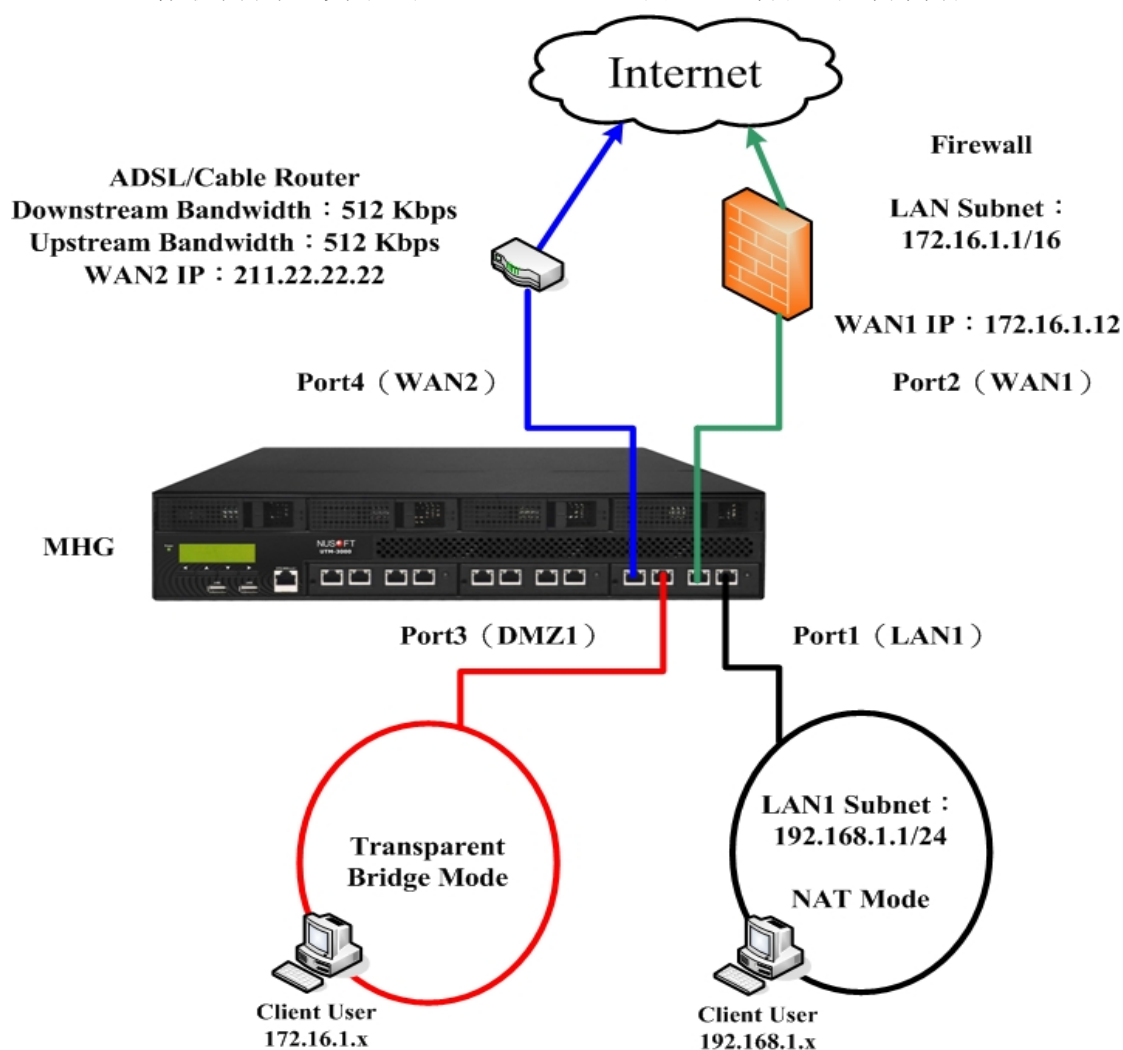 Internet
Firewall
LAN Subnet：
172.16.1.1/16
WAN1 IP：172.16.1.12
Port2（WAN1）
ADSL/Cable Router
Downstream Bandwidth：512 Kbps
Upstream Bandwidth：512 Kbps
WAN2 IP：211.22.22.22
Port4（WAN2）
MHG
NUSOFT
UTM-3000
Port3（DMZ1）
Port1（LAN1）
Transparent
Bridge Mode
LAN1 Subnet：
192.168.1.1/24
NAT Mode
Client User
172.16.1.x
Client User
192.168.1.x